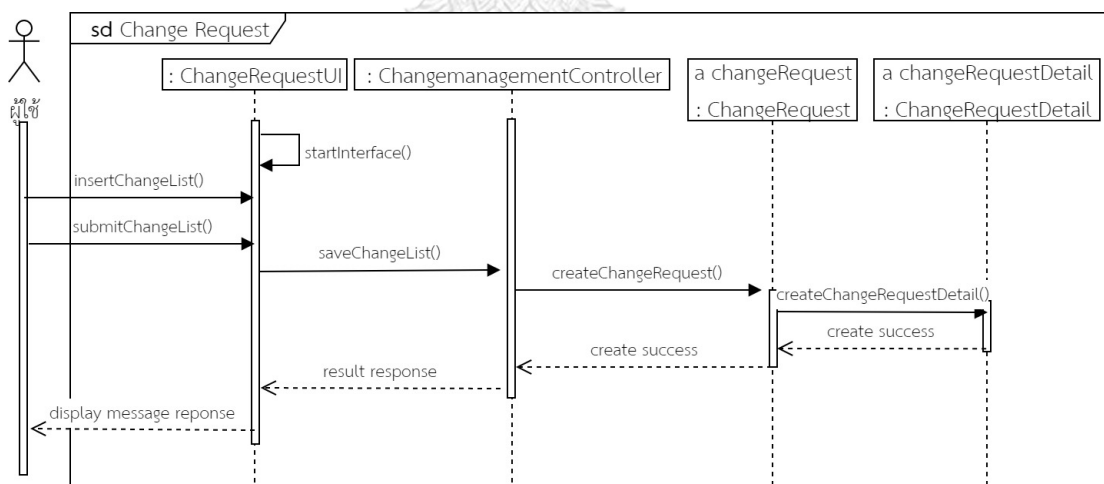 sd Change Request
ผู้ใช้
: ChangeRequestUI
: ChangemanagementController
a changeRequest
: ChangeRequest
a changeRequestDetail
: ChangeRequestDetail
startInterface()
insertChangeList()
submitChangeList()
saveChangeList()
createChangeRequest()
createChangeRequestDetail()
create success
create success
result response
display message reponse